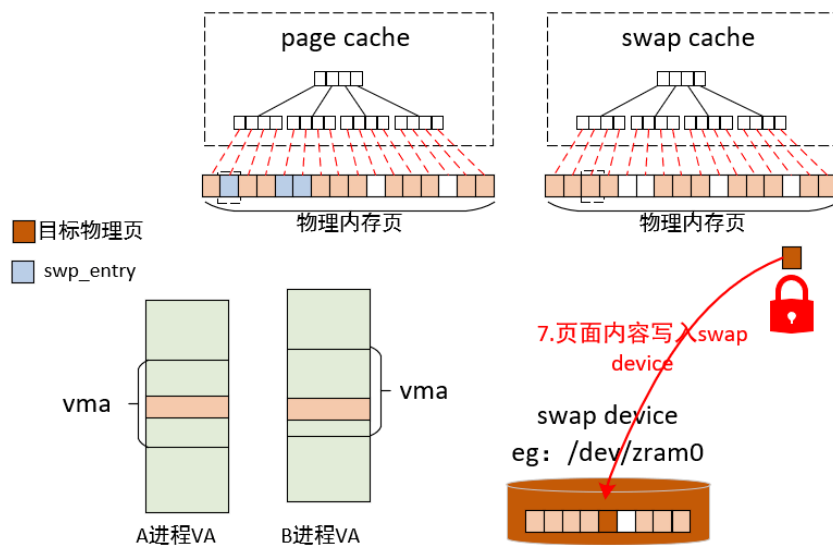 page cache
swap cache
物理内存页
物理内存页
目标物理页
swp_entry
vma
vma
7.页面内容写入swap
device
swap device
eg：/dev/zram0
A进程VA
B进程VA